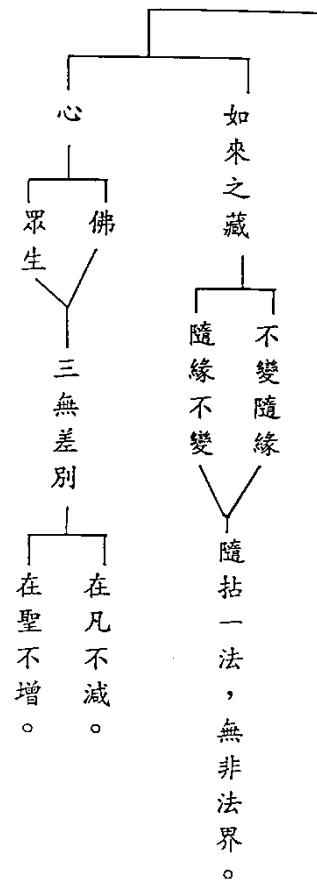 如來之藏
不變隨緣
隨緣不變
隨拈一法，無非法界。
心
佛
眾生
三無差別
在凡不減。
在聖不增。